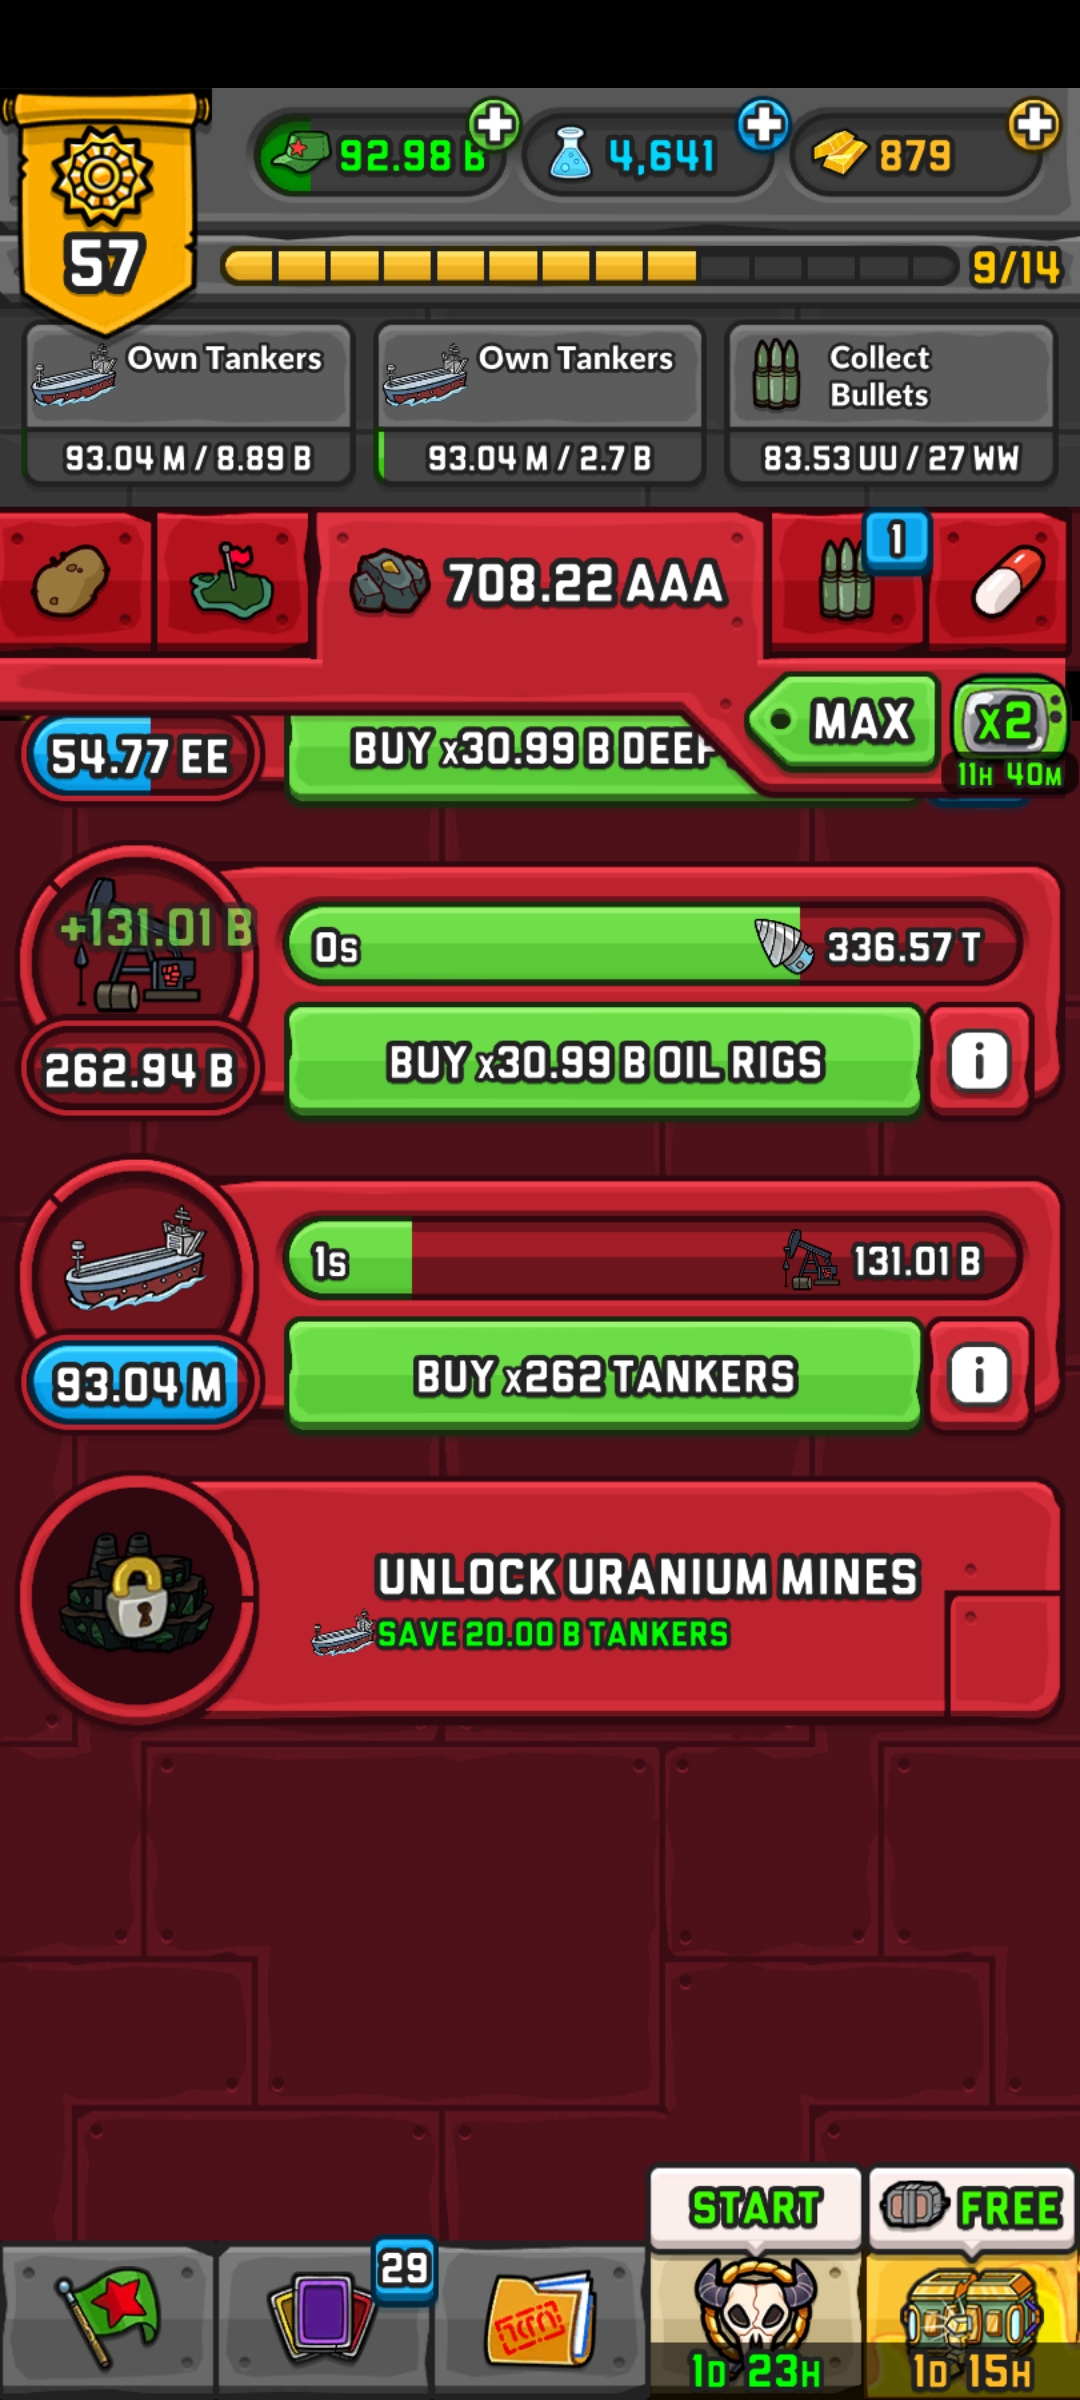 57
92.98 B
4,641
879
9/14
Own Tankers
93.04 M / 8.89 B
Own Tankers
93.04 M / 2.7 B
Collect
Bullets
83.53 UU / 27 WW
708.22 AAA
1
MAX
x2
11H 40M
54.77 EE
BUY x30.99 B DEEP
+131.01 B
0s
336.57 T
262.94 B
BUY x30.99 B OIL RIGS
i
1s
131.01 B
93.04 M
BUY x262 TANKERS
i
UNLOCK URANIUM MINES
SAVE 20.00 B TANKERS
START
FREE
29
1D 23H
1D 15H